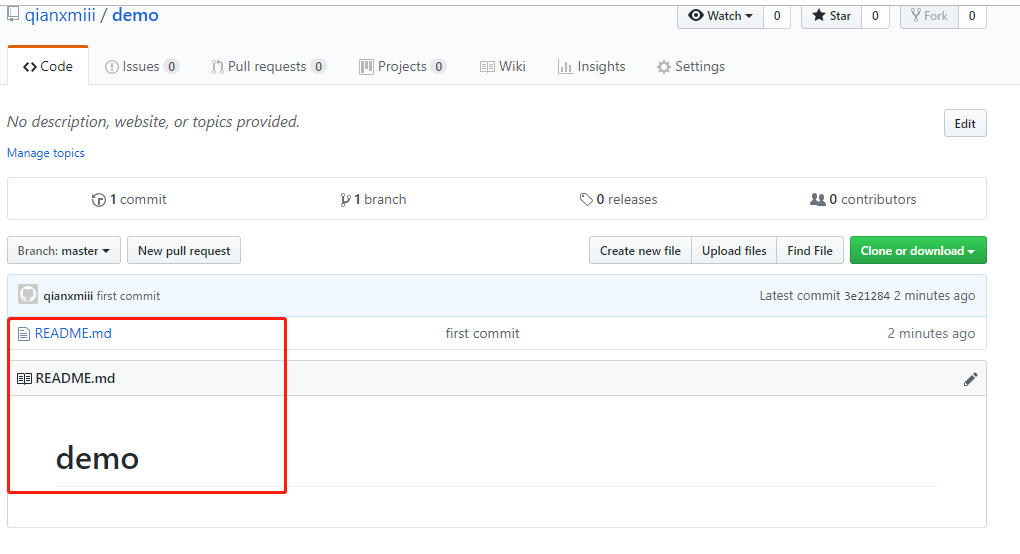 qianxmiii / demo
Watch 0 Star 0 Fork 0
Code Issues 0 Pull requests 0 Projects 0 Wiki Insights Settings
No description, website, or topics provided.
Edit
Manage topics
1 commit 1 branch 0 releases 0 contributors
Branch: master New pull request Create new file Upload files Find File Clone or download
qianxmiii first commit Latest commit 3e21284 2 minutes ago
README.md first commit 2 minutes ago
README.md
demo